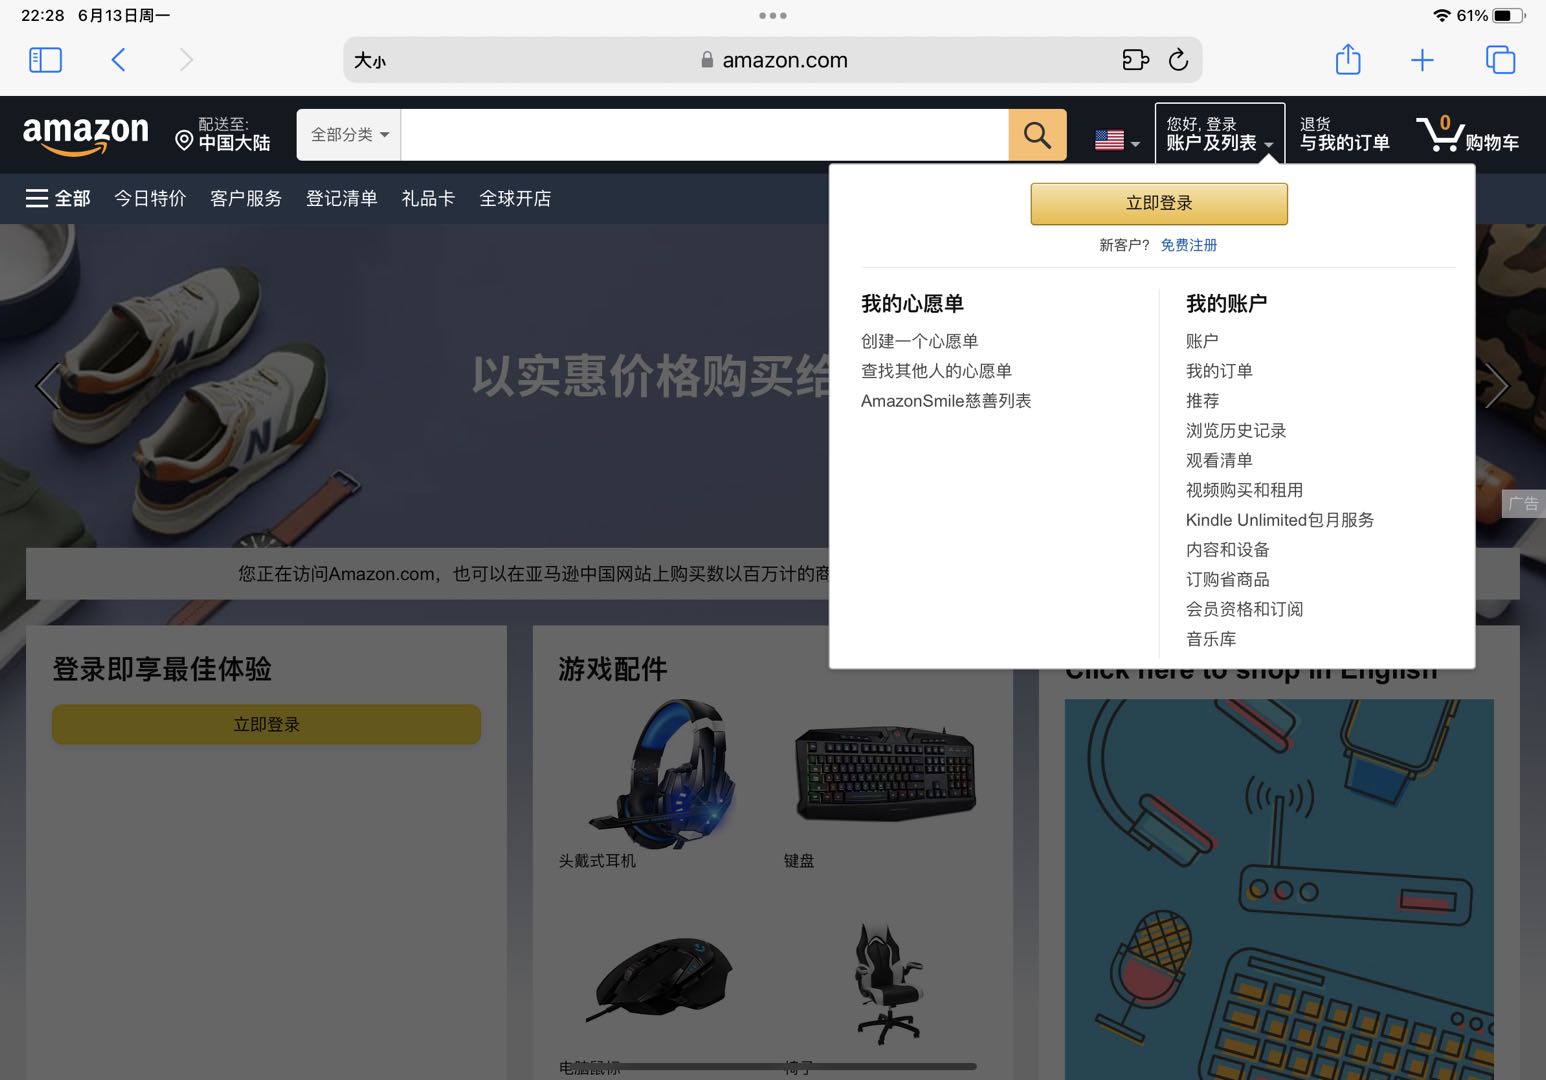 22:28 6月13日周一
61%
大小
amazon.com
amazon
配送至:
中国大陆
全部分类
您好, 登录
账户及列表
退货
与我的订单
0
购物车
全部
今日特价
客户服务
登记清单
礼品卡
全球开店
立即登录
新客户? 免费注册
我的心愿单
创建一个心愿单
查找其他人的心愿单
AmazonSmile慈善列表
我的账户
账户
我的订单
推荐
浏览历史记录
观看清单
视频购买和租用
Kindle Unlimited包月服务
内容和设备
订购省商品
会员资格和订阅
音乐库
以实惠价格购买给
广告
您正在访问Amazon.com，也可以在亚马逊中国网站上购买数以百万计的商
登录即享最佳体验
立即登录
游戏配件
头戴式耳机
键盘
电脑鼠标
椅子
Click here to shop in English